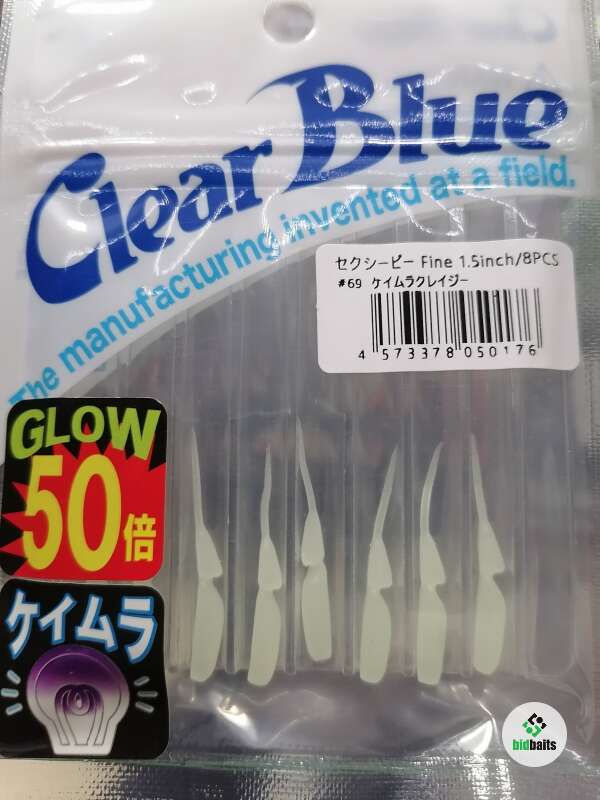 Clear Blue
The manufacturing invented at a field.
セクシービー Fine 1.5inch/8PCS
#69 ケイムラクレイジー
4 573378 050176
GLOW
50倍
ケイムラ
bidbaits